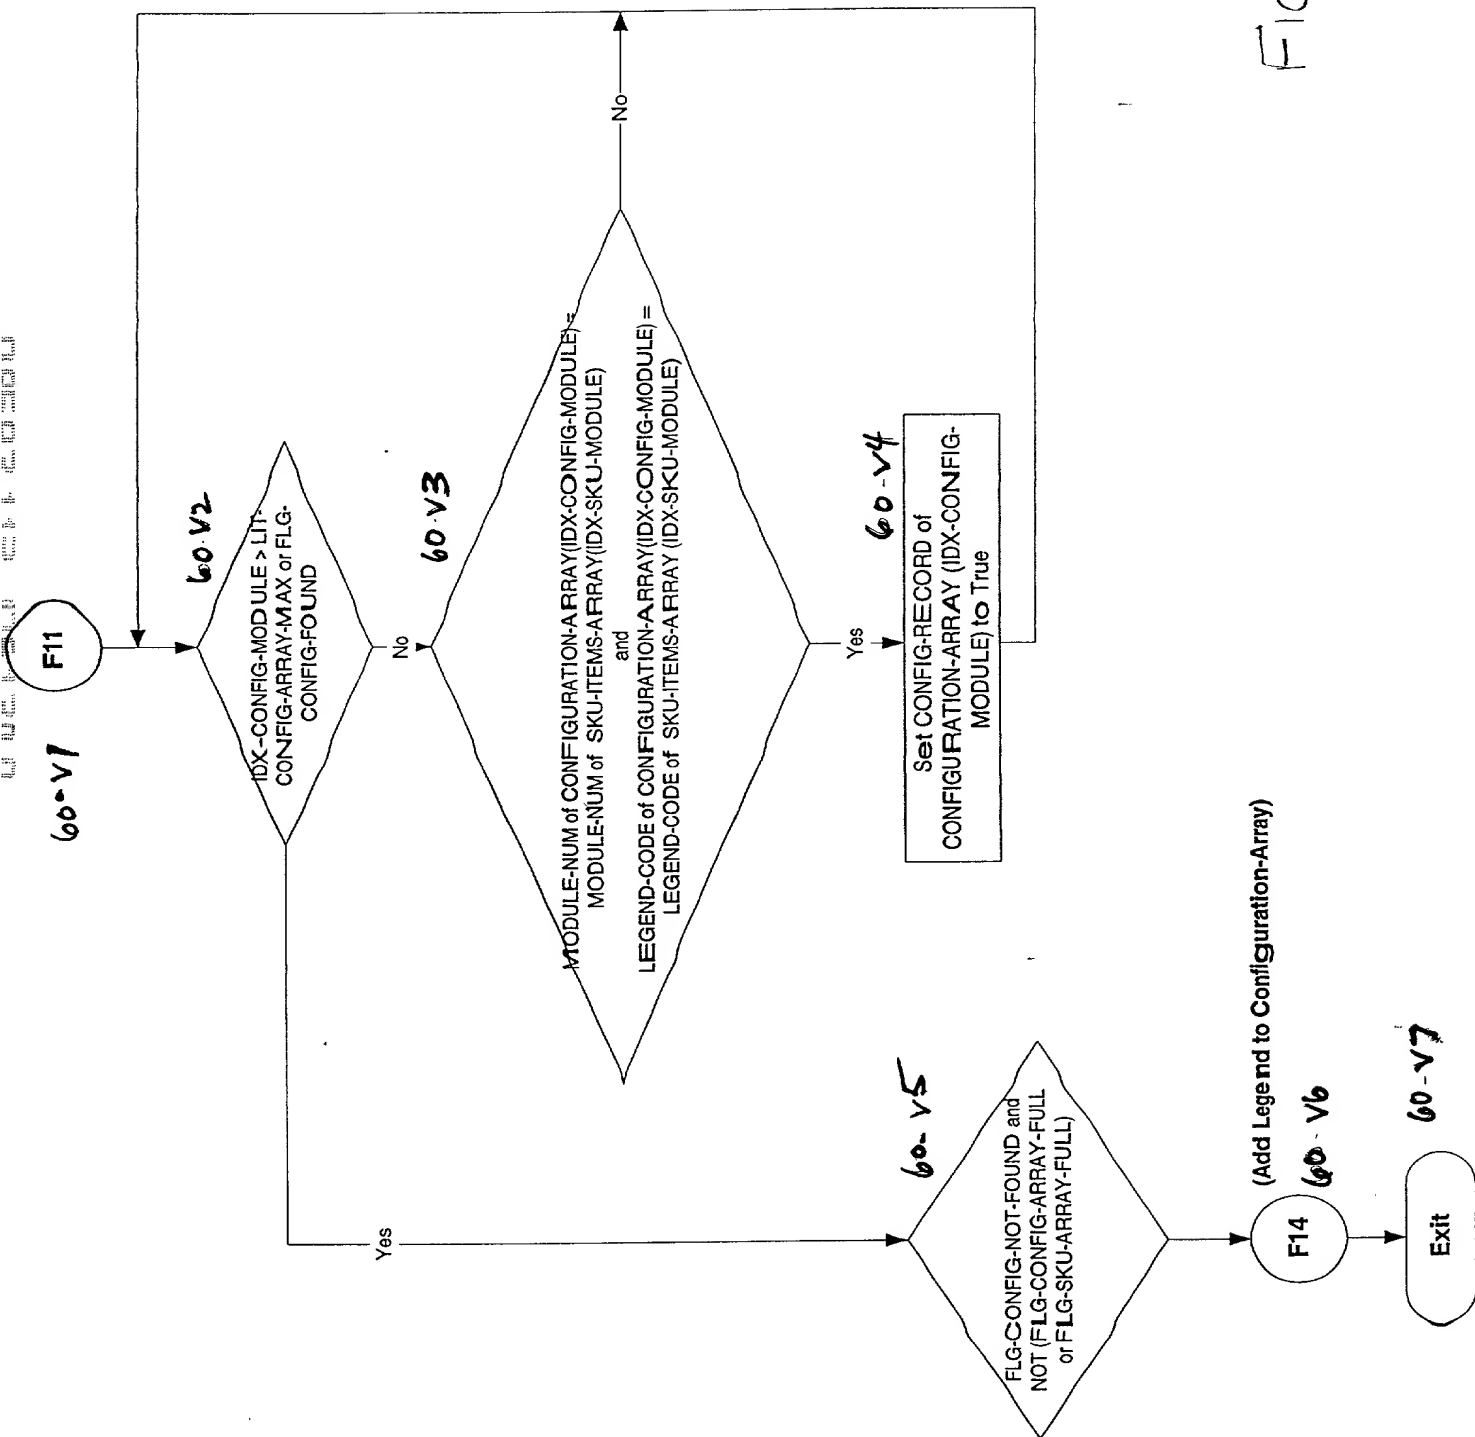 60-V1
F11
60-V2
IDX-CONFIG-MODULE > LIT-
CONFIG-ARRAY-MAX or FLG-
CONFIG-FOUND
No
60-V3
MODULE-NUM of CONFIGURATION-ARRAY(IDX-CONFIG-MODULE) =
MODULE-NUM of SKU-ITEMS-ARRAY(IDX-SKU-MODULE)
and
LEGEND-CODE of CONFIGURATION-ARRAY(IDX-CONFIG-MODULE) =
LEGEND-CODE of SKU-ITEMS-ARRAY (IDX-SKU-MODULE)
No
Yes
60-V4
Set CONFIG-RECORD of
CONFIGURATION-ARRAY (IDX-CONFIG-
MODULE) to True
Yes
60-V5
FLG-CONFIG-NOT-FOUND and
NOT (FLG-CONFIG-ARRAY-FULL
or FLG-SKU-ARRAY-FULL)
(Add Legend to Configuration-Array)
F14
60-V6
Exit
60-V7